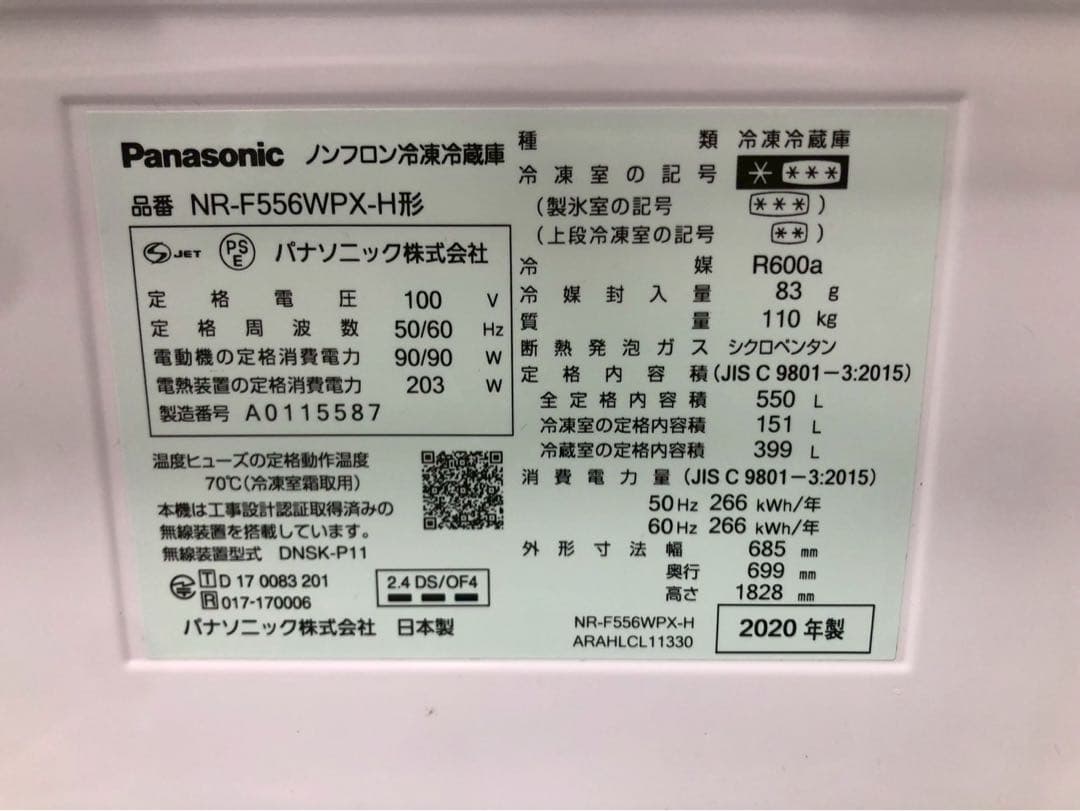 Panasonic ノンフロン冷凍冷蔵庫
品番 NR-F556WPX-H形
JET PS E パナソニック株式会社
定格電圧 100 V
定格周波数 50/60 Hz
電動機の定格消費電力 90/90 W
電熱装置の定格消費電力 203 W
製造番号 A0115587
温度ヒューズの定格動作温度
70℃(冷凍室霜取用)
本機は工事設計認証取得済みの
無線装置を搭載しています。
無線装置型式 DNSK-P11
T D 17 0083 201
R 017-170006
2.4 DS/OF4
パナソニック株式会社 日本製
種類 冷凍冷蔵庫
冷凍室の記号 * ***
(製氷室の記号 *** )
(上段冷凍室の記号 ** )
冷媒 R600a
冷媒封入量 83 g
質量 110 kg
断熱発泡ガス シクロペンタン
定格内容積 (JIS C 9801-3:2015)
全定格内容積 550 L
冷凍室の定格内容積 151 L
冷蔵室の定格内容積 399 L
消費電力量 (JIS C 9801-3:2015)
50 Hz 266 kWh/年
60 Hz 266 kWh/年
外形寸法 幅 685 mm
奥行 699 mm
高さ 1828 mm
NR-F556WPX-H
ARAHLCL11330
2020 年製